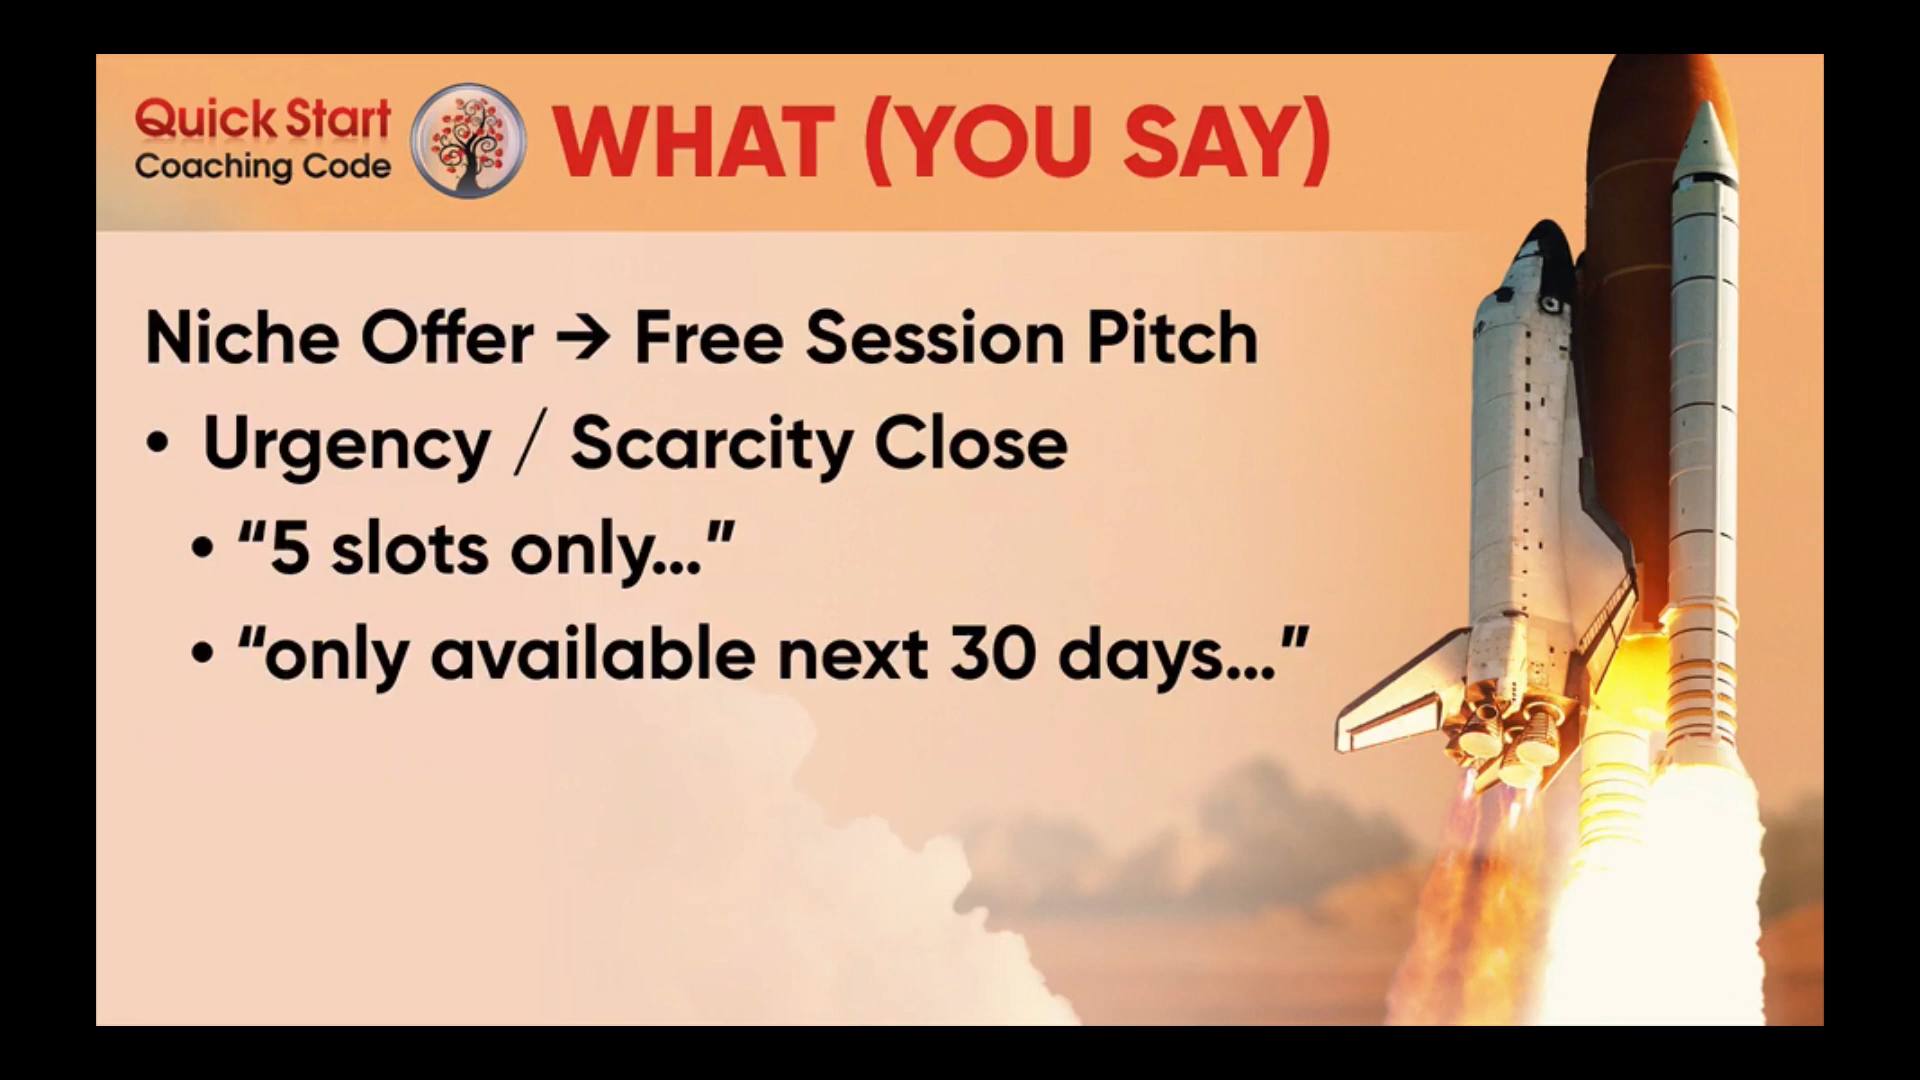 Quick Start
Coaching Code
WHAT (YOU SAY)
Niche Offer → Free Session Pitch
• Urgency / Scarcity Close
• “5 slots only...”
• “only available next 30 days...”